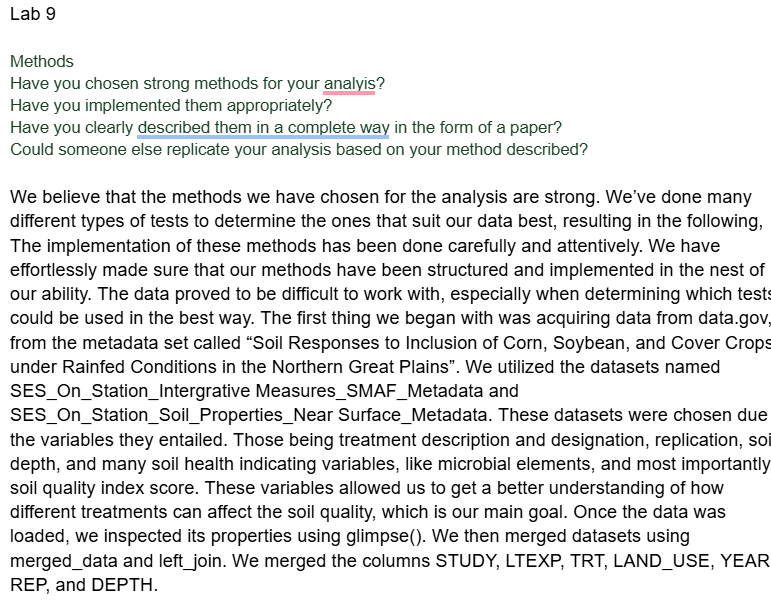 Lab 9
Methods
Have you chosen strong methods for your analyis?
Have you implemented them appropriately?
Have you clearly described them in a complete way in the form of a paper?
Could someone else replicate your analysis based on your method described?
We believe that the methods we have chosen for the analysis are strong. We've done many
different types of tests to determine the ones that suit our data best, resulting in the following,
The implementation of these methods has been done carefully and attentively. We have
effortlessly made sure that our methods have been structured and implemented in the nest of
our ability. The data proved to be difficult to work with, especially when determining which tests
could be used in the best way. The first thing we began with was acquiring data from data.gov,
from the metadata set called “Soil Responses to Inclusion of Corn, Soybean, and Cover Crops
under Rainfed Conditions in the Northern Great Plains”. We utilized the datasets named
SES_On_Station_Intergrative Measures_SMAF_Metadata and
SES_On_Station_Soil_Properties_Near Surface_Metadata. These datasets were chosen due
the variables they entailed. Those being treatment description and designation, replication, soi
depth, and many soil health indicating variables, like microbial elements, and most importantly
soil quality index score. These variables allowed us to get a better understanding of how
different treatments can affect the soil quality, which is our main goal. Once the data was
loaded, we inspected its properties using glimpse(). We then merged datasets using
merged_data and left_join. We merged the columns STUDY, LTEXP, TRT, LAND_USE, YEAR
REP, and DEPTH.